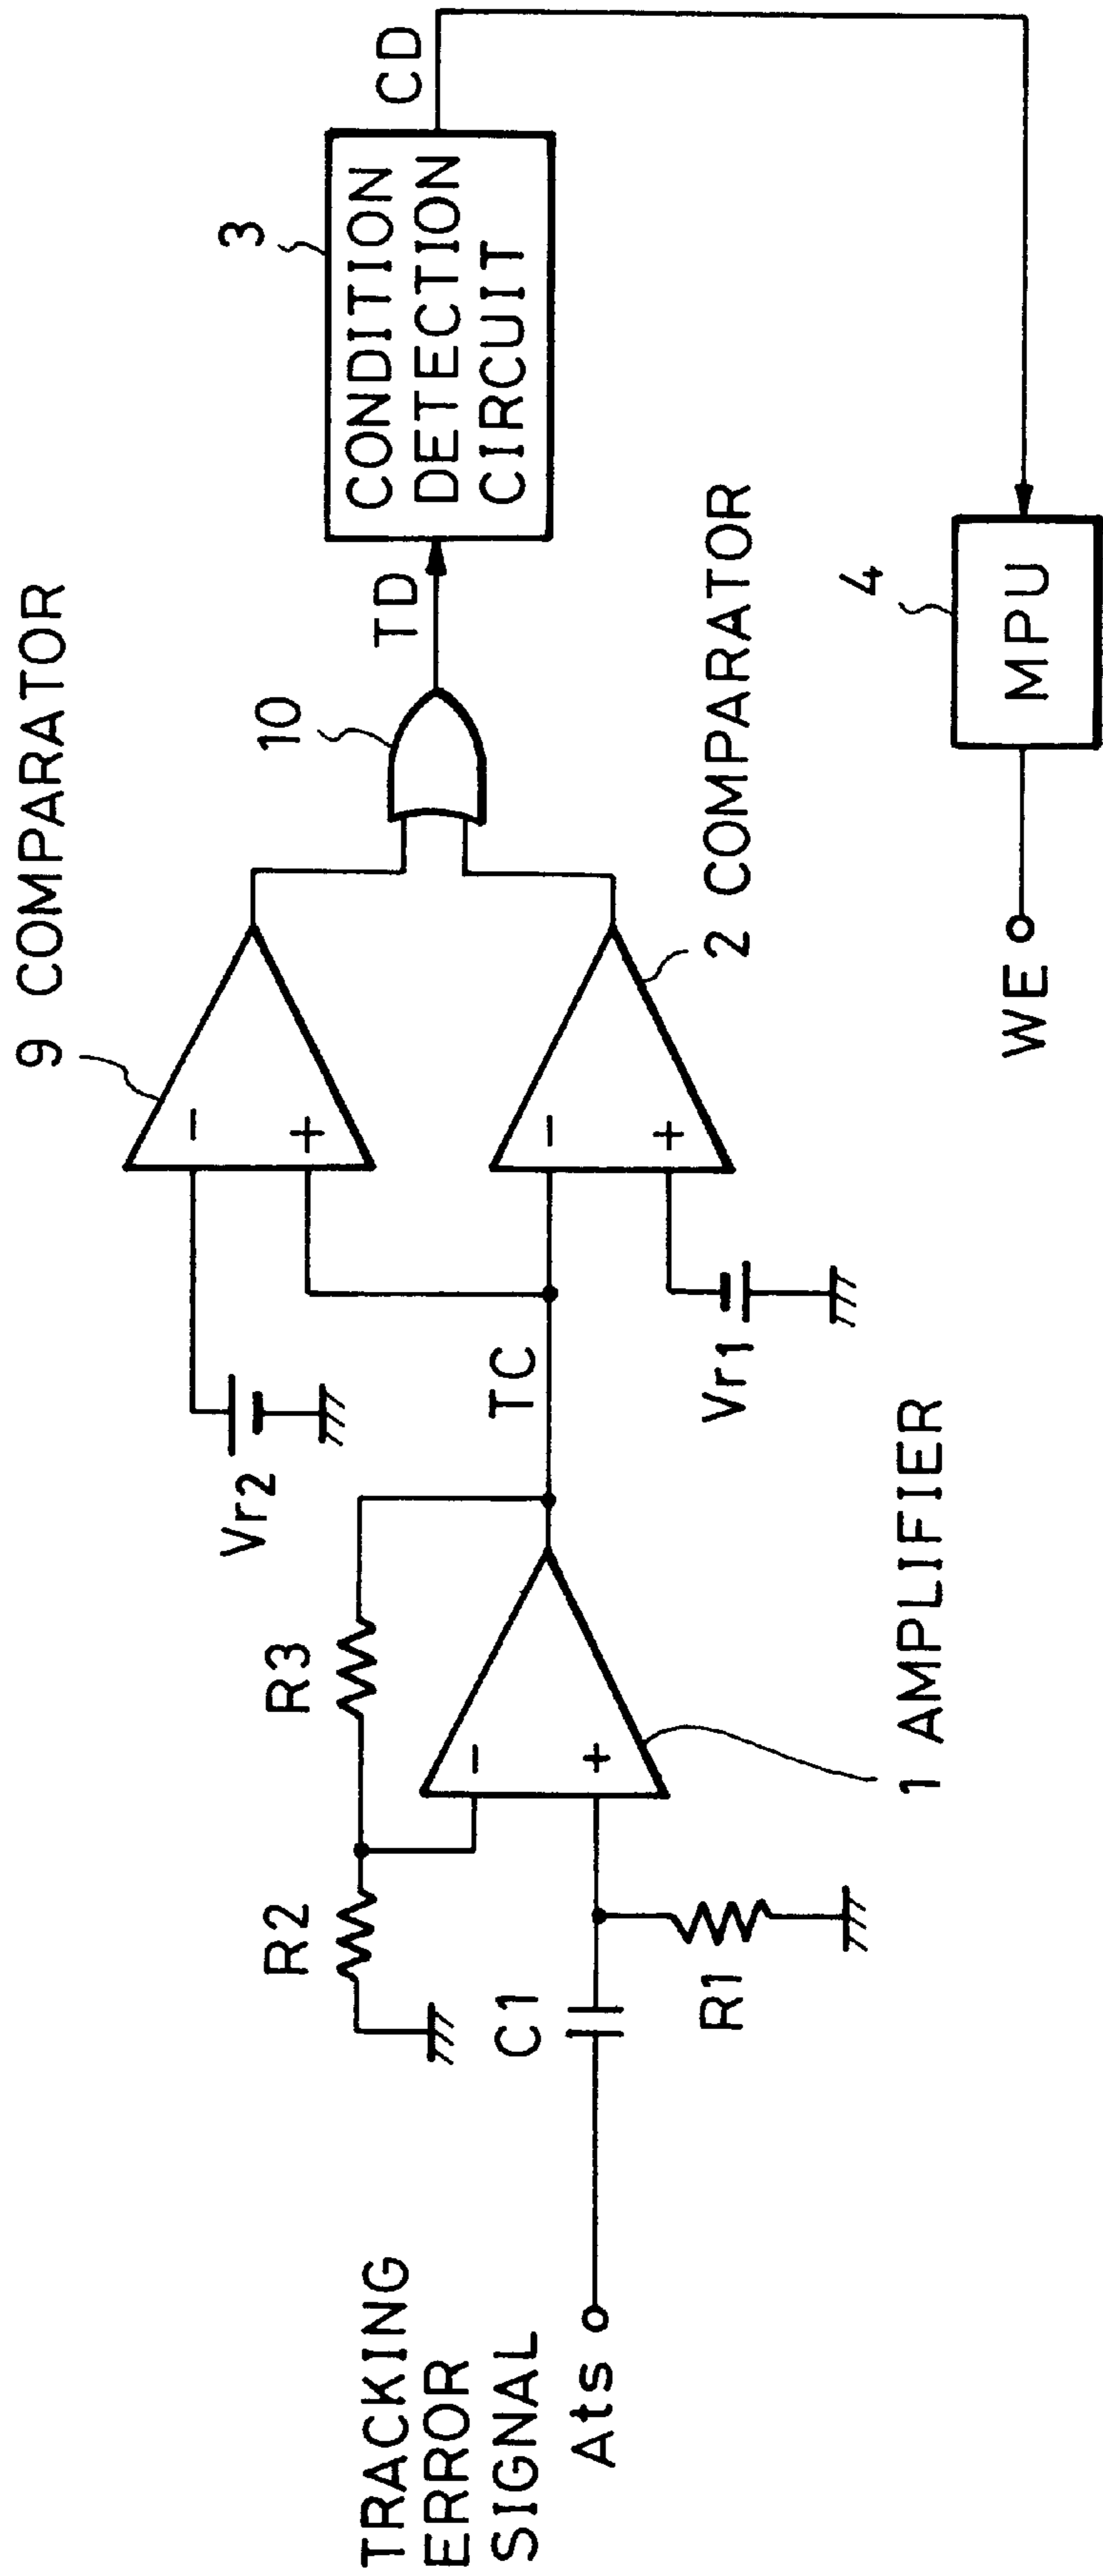 9 COMPARATOR
Vr2
R3
R2
10
3
CD
TD
CONDITION
DETECTION
CIRCUIT
TRACKING
ERROR
SIGNAL
Ats
C1
R1
-
+
1 AMPLIFIER
TC
-
+
-
+
Vr1
2 COMPARATOR
4
MPU
WE